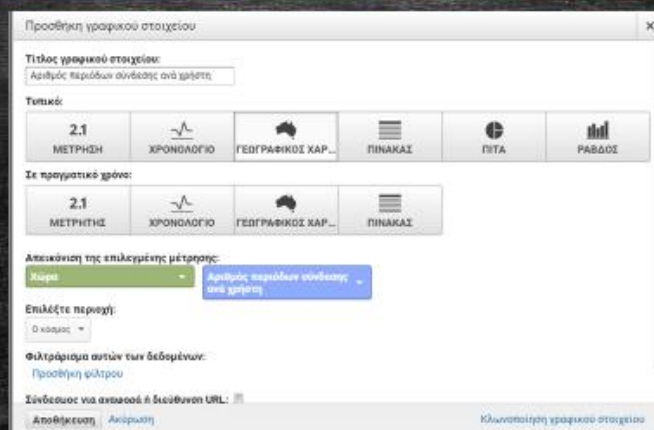 Προσθήκη γραφικού στοιχείου
×
Τίτλος γραφικού στοιχείου:
Αριθμός περιόδων σύνδεσης ανά χρήστη
Τυπικό:
2.1
ΜΕΤΡΗΣΗ
ΧΡΟΝΟΛΟΓΙΟ
ΓΕΩΓΡΑΦΙΚΟΣ ΧΑΡ...
ΠΙΝΑΚΑΣ
ΠΙΤΑ
ΡΑΒΔΟΣ
Σε πραγματικό χρόνο:
2.1
ΜΕΤΡΗΤΗΣ
ΧΡΟΝΟΛΟΓΙΟ
ΓΕΩΓΡΑΦΙΚΟΣ ΧΑΡ...
ΠΙΝΑΚΑΣ
Απεικόνιση της επιλεγμένης μέτρησης:
Χώρα
Αριθμός περιόδων σύνδεσης
ανά χρήστη
Επιλέξτε περιοχή:
Ο κόσμος
Φιλτράρισμα αυτών των δεδομένων:
Προσθήκη φίλτρου
Σύνδεσμος για αναφορά ή διεύθυνση URL:
Αποθήκευση Ακύρωση
Κλωνοποίηση γραφικού στοιχείου